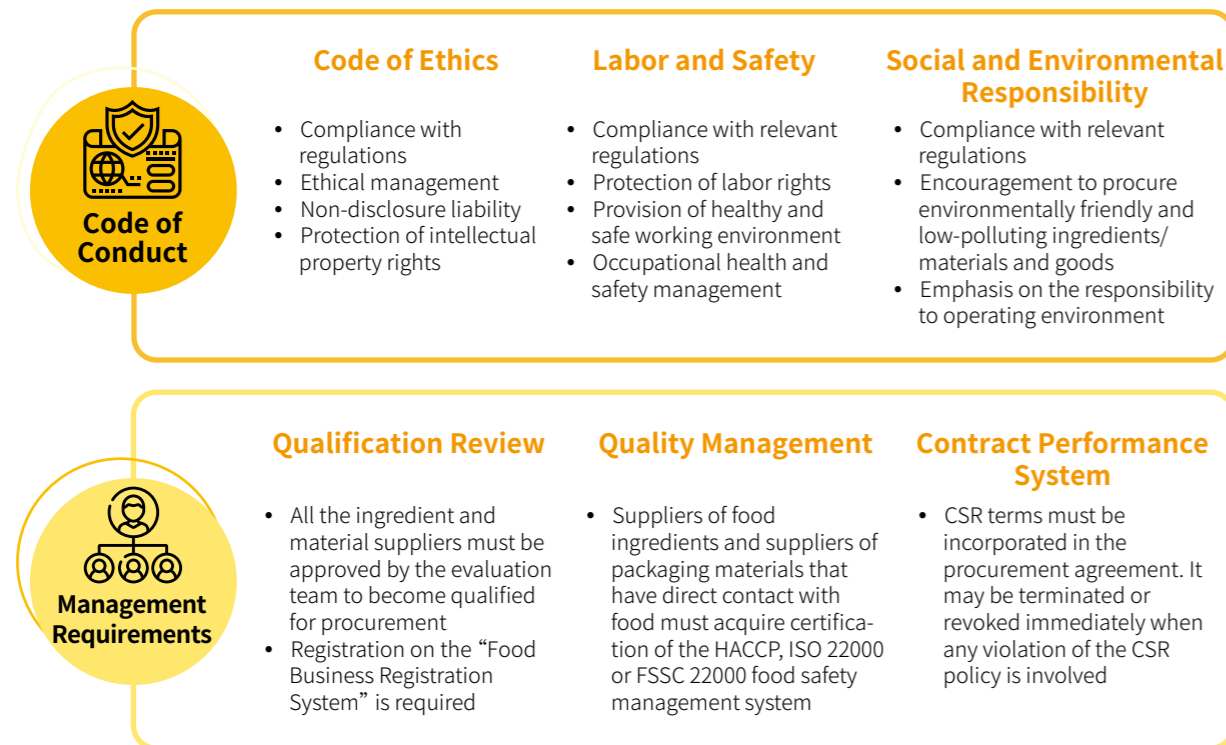 Code of
Conduct
Code of Ethics
• Compliance with
regulations
• Ethical management
• Non-disclosure liability
• Protection of intellectual
property rights
Labor and Safety
• Compliance with relevant
regulations
• Protection of labor rights
• Provision of healthy and
safe working environment
• Occupational health and
safety management
Social and Environmental
Responsibility
• Compliance with relevant
regulations
• Encouragement to procure
environmentally friendly and
low-polluting ingredients/
materials and goods
• Emphasis on the responsibility
to operating environment
Management
Requirements
Qualification Review
• All the ingredient and
material suppliers must be
approved by the evaluation
team to become qualified
for procurement
• Registration on the “Food
Business Registration
System” is required
Quality Management
• Suppliers of food
ingredients and suppliers of
packaging materials that
have direct contact with
food must acquire certifica-
tion of the HACCP, ISO 22000
or FSSC 22000 food safety
management system
Contract Performance
System
• CSR terms must be
incorporated in the
procurement agreement. It
may be terminated or
revoked immediately when
any violation of the CSR
policy is involved